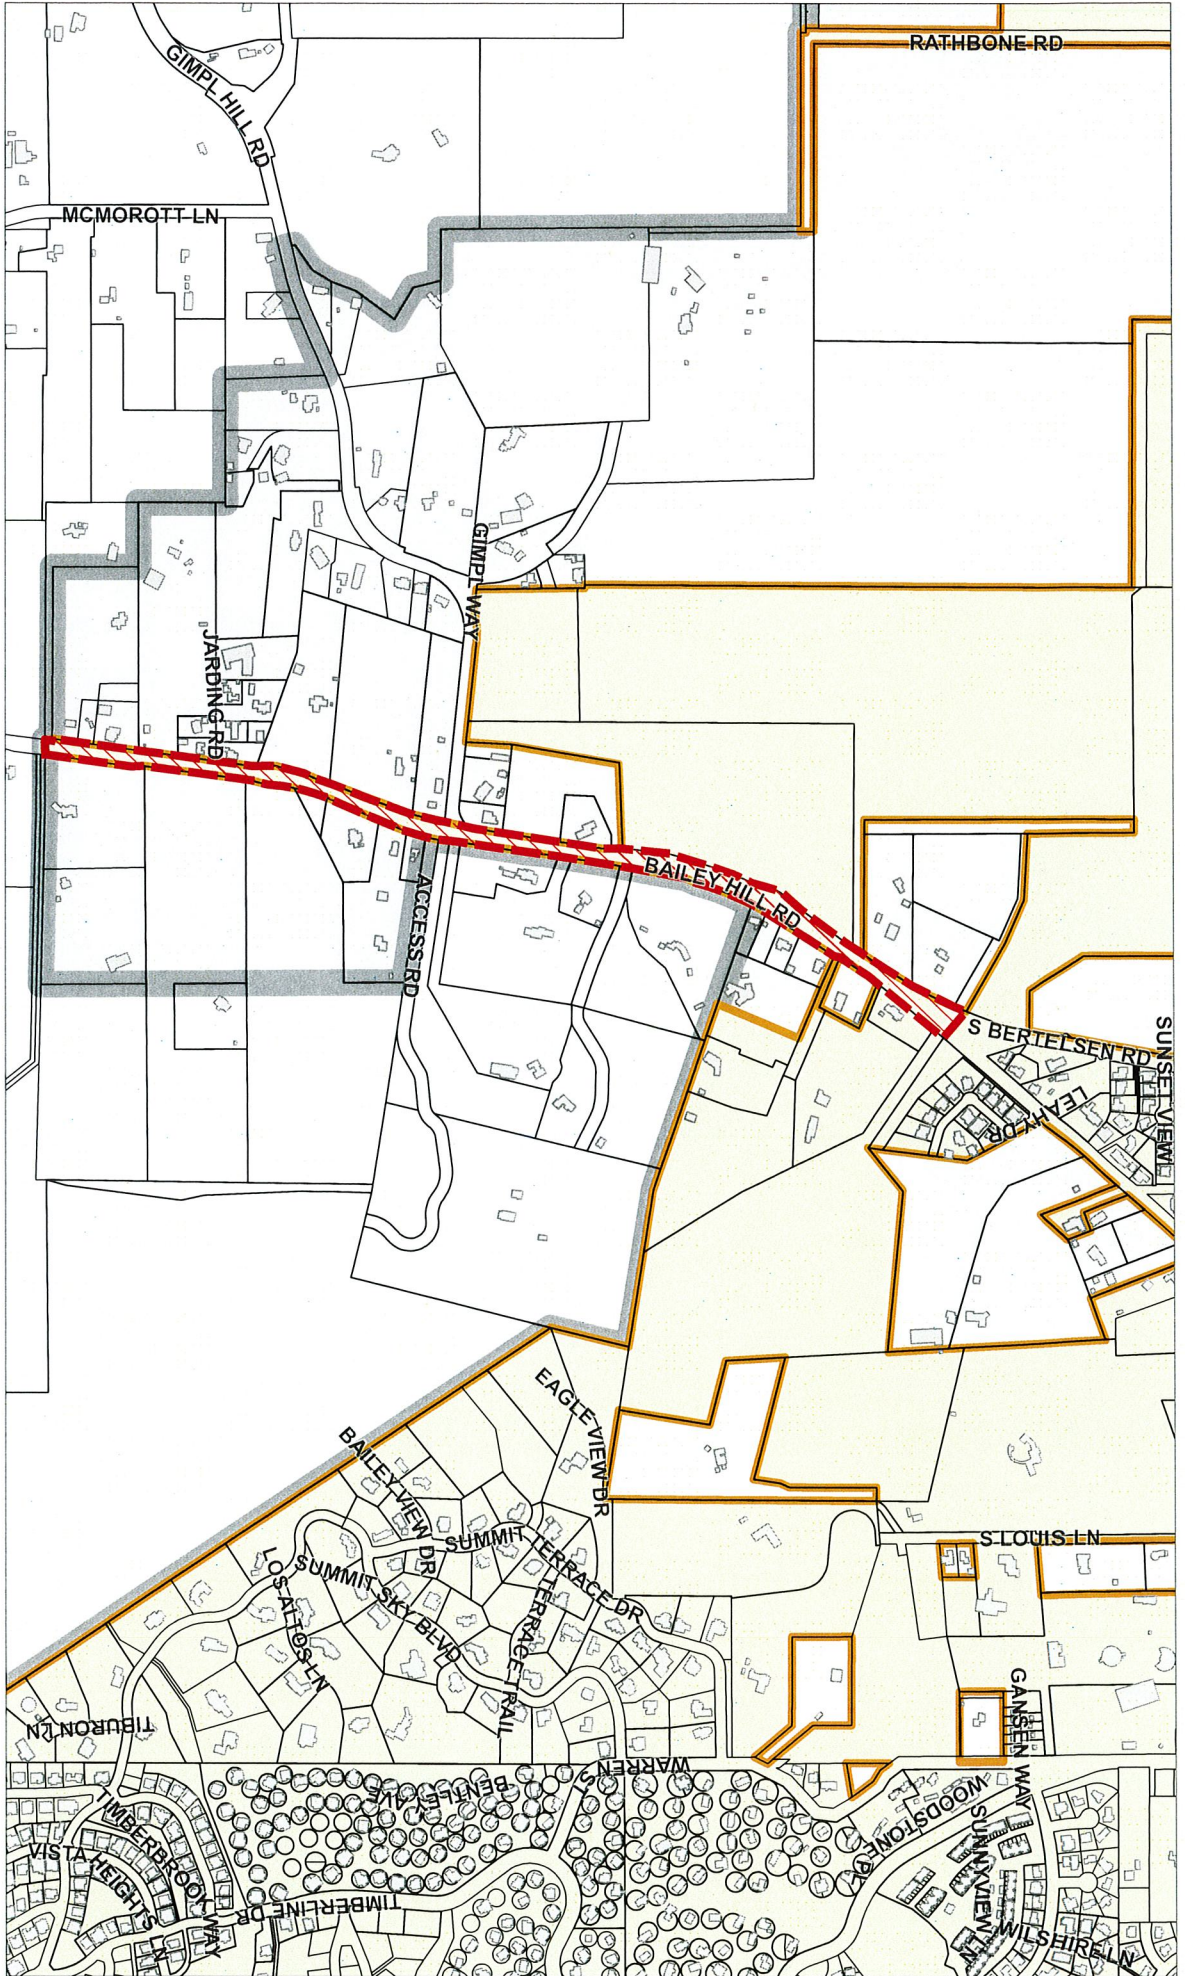 RATHBONE RD
GIMPL HILL RD
MCMOROTT LN
GIMPL WAY
JARDING RD
BAILEY HILL RD
ACCESS RD
S BERTELSEN RD
SUNSET VIEW
LEAHY DR
EAGLE VIEW DR
BAILEY VIEW DR
SUMMIT TERRACE DR
S LOUIS LN
SUMMIT SKY BLVD
LOS ALTOS LN
TERRACE TRAIL
GANSEN WAY
TIBURON LN
WARREN ST
BENTLEY AVE
WOODSTONE PL
SUNNYVIEW LN
TIMBERBROOK WAY
VISTA HEIGHTS LN
TIMBERLINE DR
WILSHIRE LN